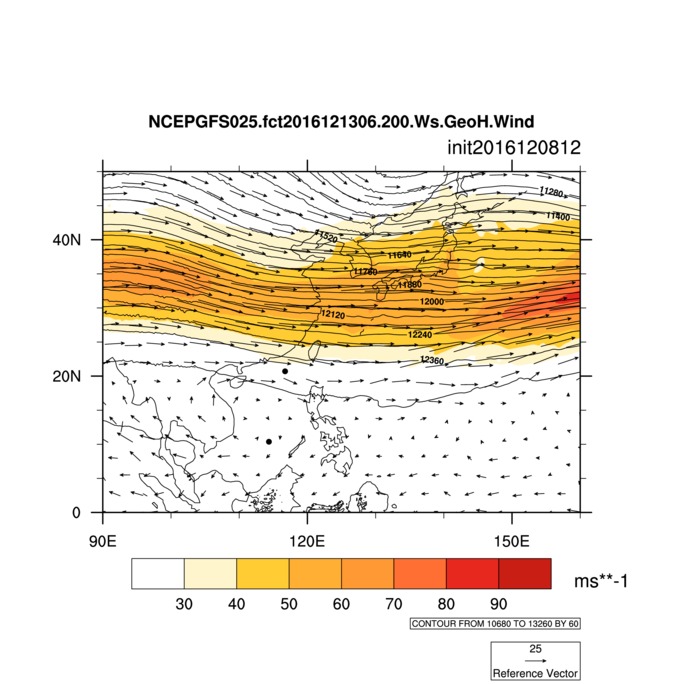 NCEPGFS025.fct2016121306.200.Ws.GeoH.Wind
init2016120812
11280
11400
40N
11520
11640
11760
11880
12000
12120
12240
12360
20N
0
90E 120E 150E
ms**-1
30 40 50 60 70 80 90
CONTOUR FROM 10680 TO 13260 BY 60
25
Reference Vector